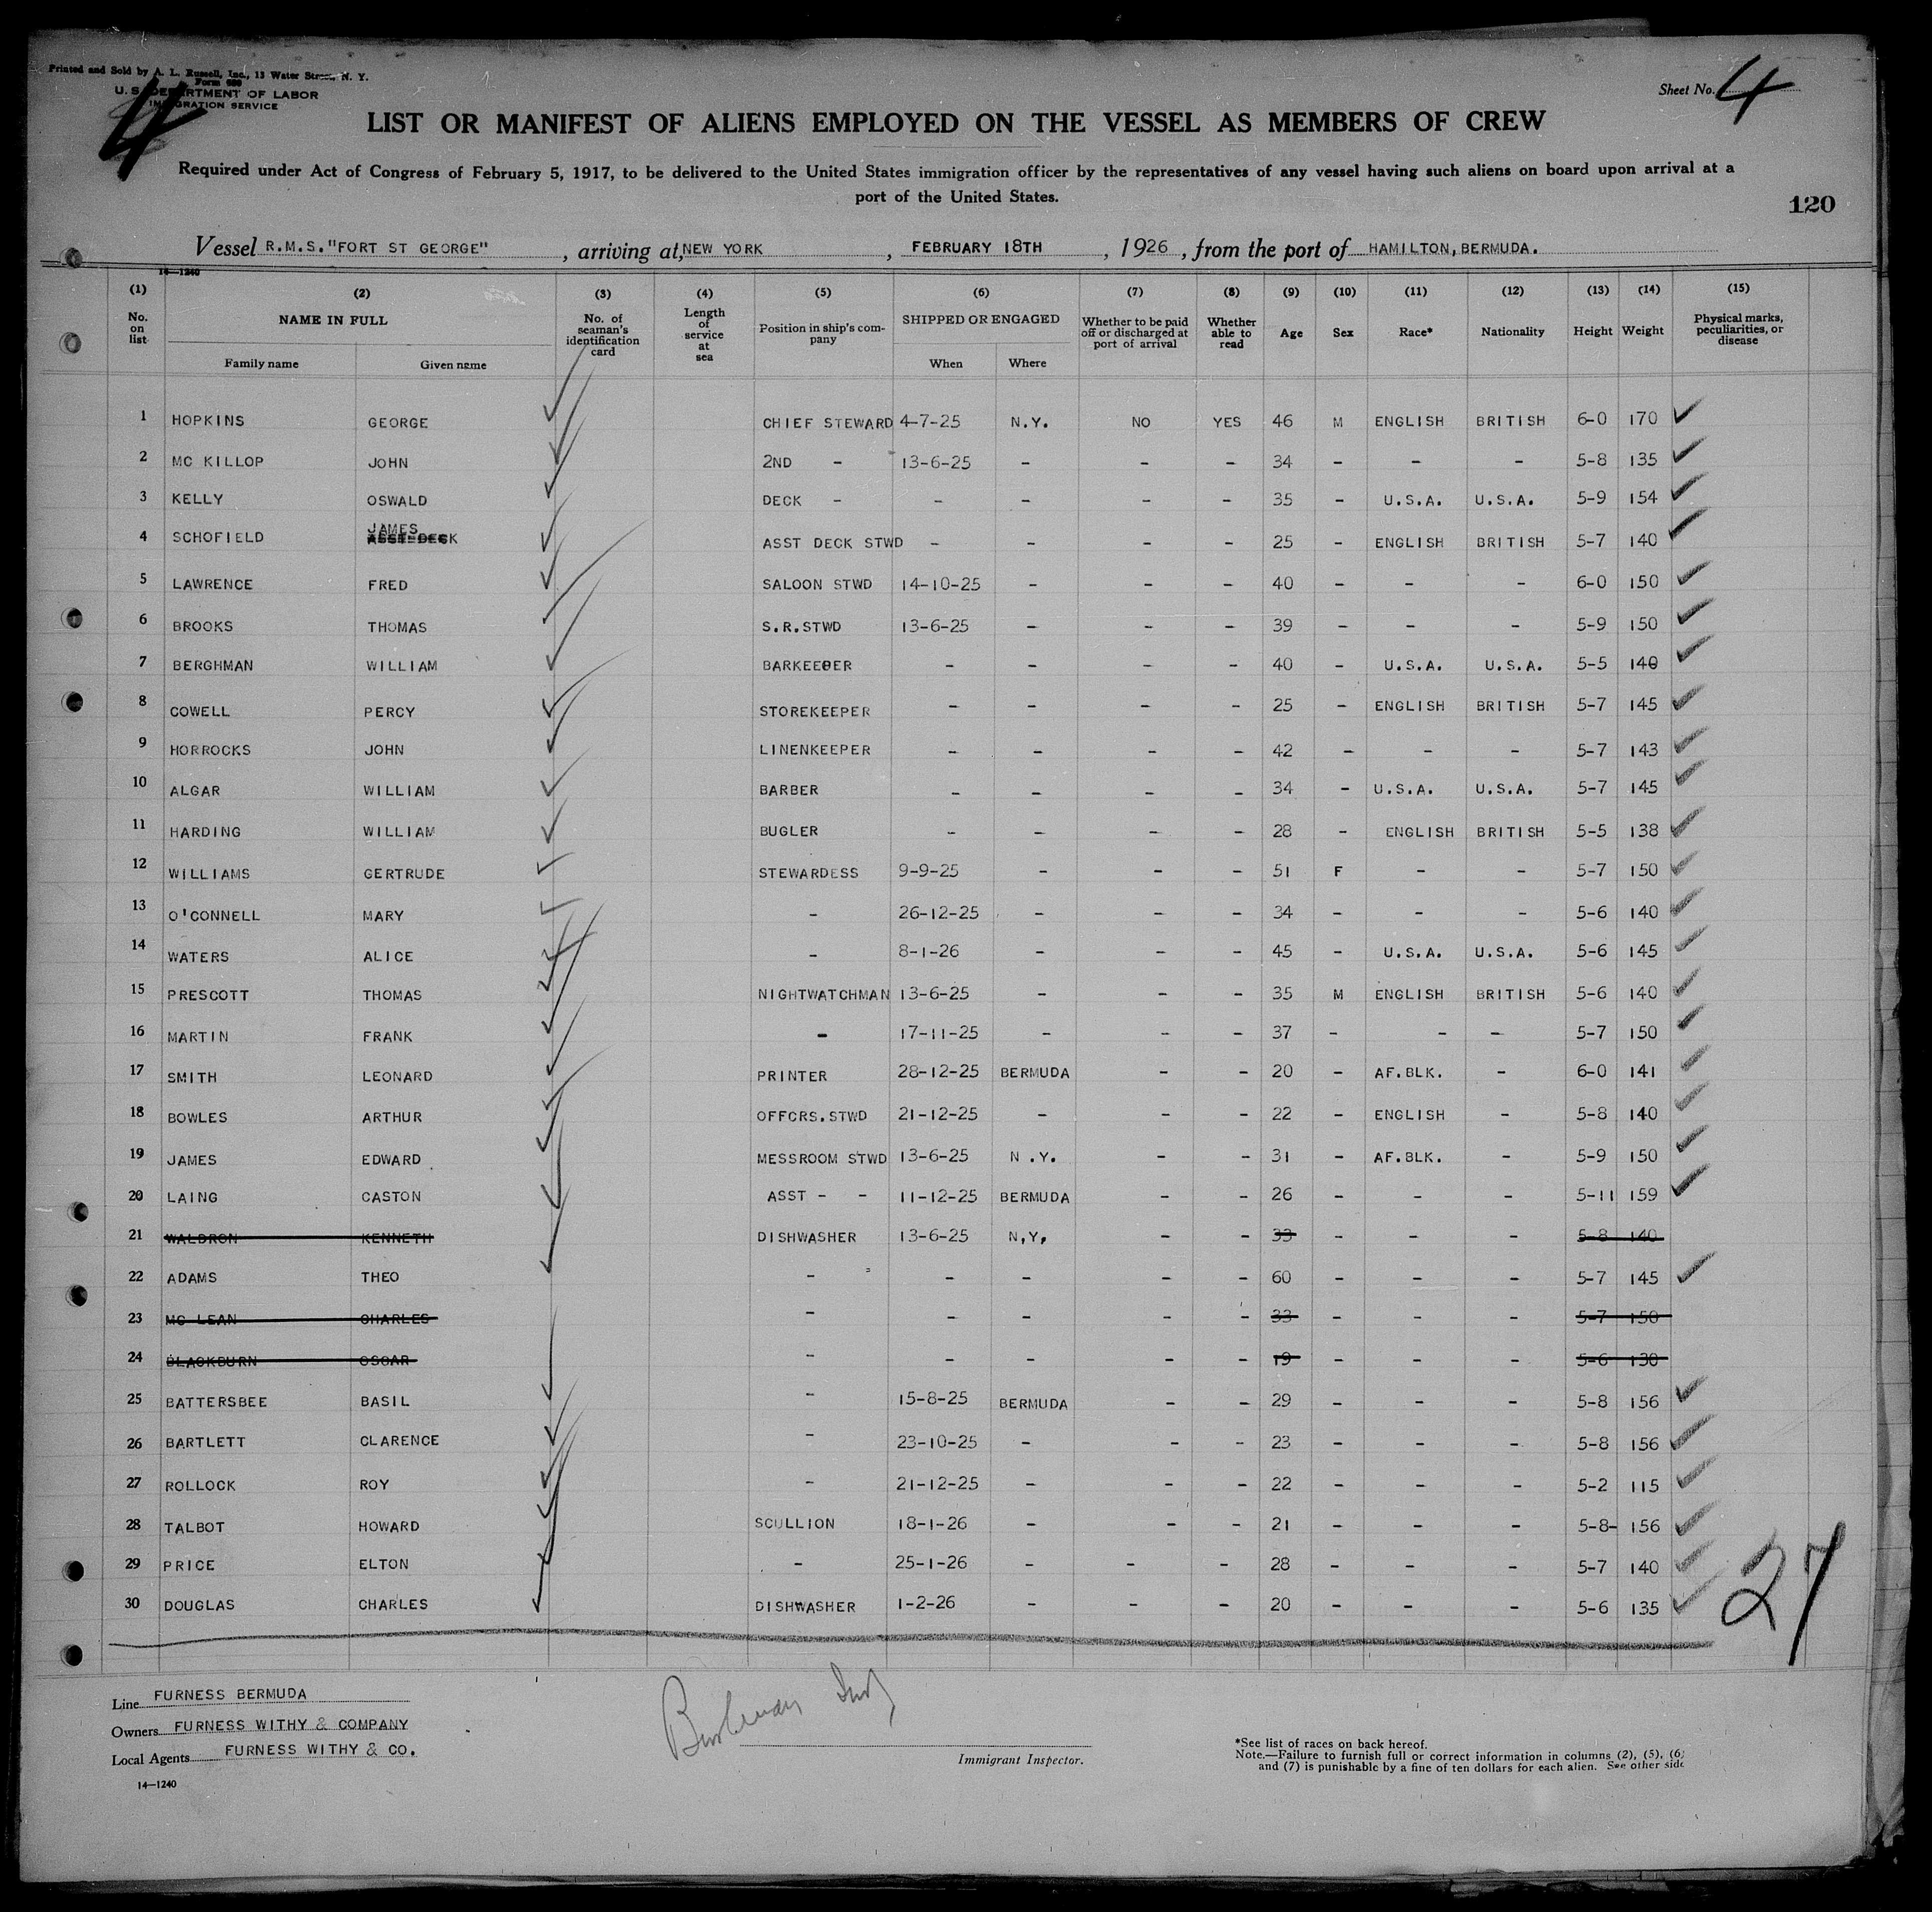 Printed and Sold by A. L. Russell, Inc., 13 Water Street, N. Y.
Form 680
U. S. DEPARTMENT OF LABOR
IMMIGRATION SERVICE
4
Sheet No. 4
LIST OR MANIFEST OF ALIENS EMPLOYED ON THE VESSEL AS MEMBERS OF CREW
Required under Act of Congress of February 5, 1917, to be delivered to the United States immigration officer by the representatives of any vessel having such aliens on board upon arrival at a
port of the United States.
120
Vessel R.M.S."FORT ST GEORGE", arriving at, NEW YORK, FEBRUARY 18TH, 1926, from the port of HAMILTON, BERMUDA.
14—1240
(1) (2) (3) (4) (5) (6) (7) (8) (9) (10) (11) (12) (13) (14) (15)
No. on list NAME IN FULL No. of seaman's identification card Length of service at sea Position in ship's company SHIPPED OR ENGAGED Whether to be paid off or discharged at port of arrival Whether able to read Age Sex Race* Nationality Height Weight Physical marks, peculiarities, or disease
Family name Given name When Where
1 HOPKINS GEORGE CHIEF STEWARD 4-7-25 N.Y. NO YES 46 M ENGLISH BRITISH 6-0 170
2 MC KILLOP JOHN 2ND - 13-6-25 - - - 34 - - - 5-8 135
3 KELLY OSWALD DECK - - - - - 35 - U.S.A. U.S.A. 5-9 154
4 SCHOFIELD JAMES ASST DECK ASST DECK STWD - - - - 25 - ENGLISH BRITISH 5-7 140
5 LAWRENCE FRED SALOON STWD 14-10-25 - - - 40 - - - 6-0 150
6 BROOKS THOMAS S.R.STWD 13-6-25 - - - 39 - - - 5-9 150
7 BERGHMAN WILLIAM BARKEEPER - - - - 40 - U.S.A. U.S.A. 5-5 140
8 COWELL PERCY STOREKEEPER - - - - 25 - ENGLISH BRITISH 5-7 145
9 HORROCKS JOHN LINENKEEPER - - - - 42 - - - 5-7 143
10 ALGAR WILLIAM BARBER - - - - 34 - U.S.A. U.S.A. 5-7 145
11 HARDING WILLIAM BUGLER - - - - 28 - ENGLISH BRITISH 5-5 138
12 WILLIAMS GERTRUDE STEWARDESS 9-9-25 - - - 51 F - - 5-7 150
13 O'CONNELL MARY - 26-12-25 - - - 34 - - - 5-6 140
14 WATERS ALICE - 8-1-26 - - - 45 - U.S.A. U.S.A. 5-6 145
15 PRESCOTT THOMAS NIGHTWATCHMAN 13-6-25 - - - 35 M ENGLISH BRITISH 5-6 140
16 MARTIN FRANK - 17-11-25 - - - 37 - - - 5-7 150
17 SMITH LEONARD PRINTER 28-12-25 BERMUDA - - 20 - AF.BLK. - 6-0 141
18 BOWLES ARTHUR OFFCRS.STWD 21-12-25 - - - 22 - ENGLISH - 5-8 140
19 JAMES EDWARD MESSROOM STWD 13-6-25 N .Y. - - 31 - AF.BLK. - 5-9 150
20 LAING CASTON ASST - - 11-12-25 BERMUDA - - 26 - - - 5-11 159
21 WALDRON KENNETH DISHWASHER 13-6-25 N,Y, - - 33 - - - 5-8 140
22 ADAMS THEO - - - - - 60 - - - 5-7 145
23 MC LEAN CHARLES - - - - - 33 - - - 5-7 150
24 BLACKBURN OSCAR - - - - - 19 - - - 5-6 130
25 BATTERSBEE BASIL - 15-8-25 BERMUDA - - 29 - - - 5-8 156
26 BARTLETT CLARENCE - 23-10-25 - - - 23 - - - 5-8 156
27 ROLLOCK ROY - 21-12-25 - - - 22 - - - 5-2 115
28 TALBOT HOWARD SCULLION 18-1-26 - - - 21 - - - 5-8- 156
29 PRICE ELTON - 25-1-26 - - - 28 - - - 5-7 140
30 DOUGLAS CHARLES DISHWASHER 1-2-26 - - - 20 - - - 5-6 135
27
Line FURNESS BERMUDA
Owners FURNESS WITHY & COMPANY
Local Agents FURNESS WITHY & CO.
14—1240
Immigrant Inspector.
*See list of races on back hereof.
Note.—Failure to furnish full or correct information in columns (2), (5), (6)
and (7) is punishable by a fine of ten dollars for each alien. See other side